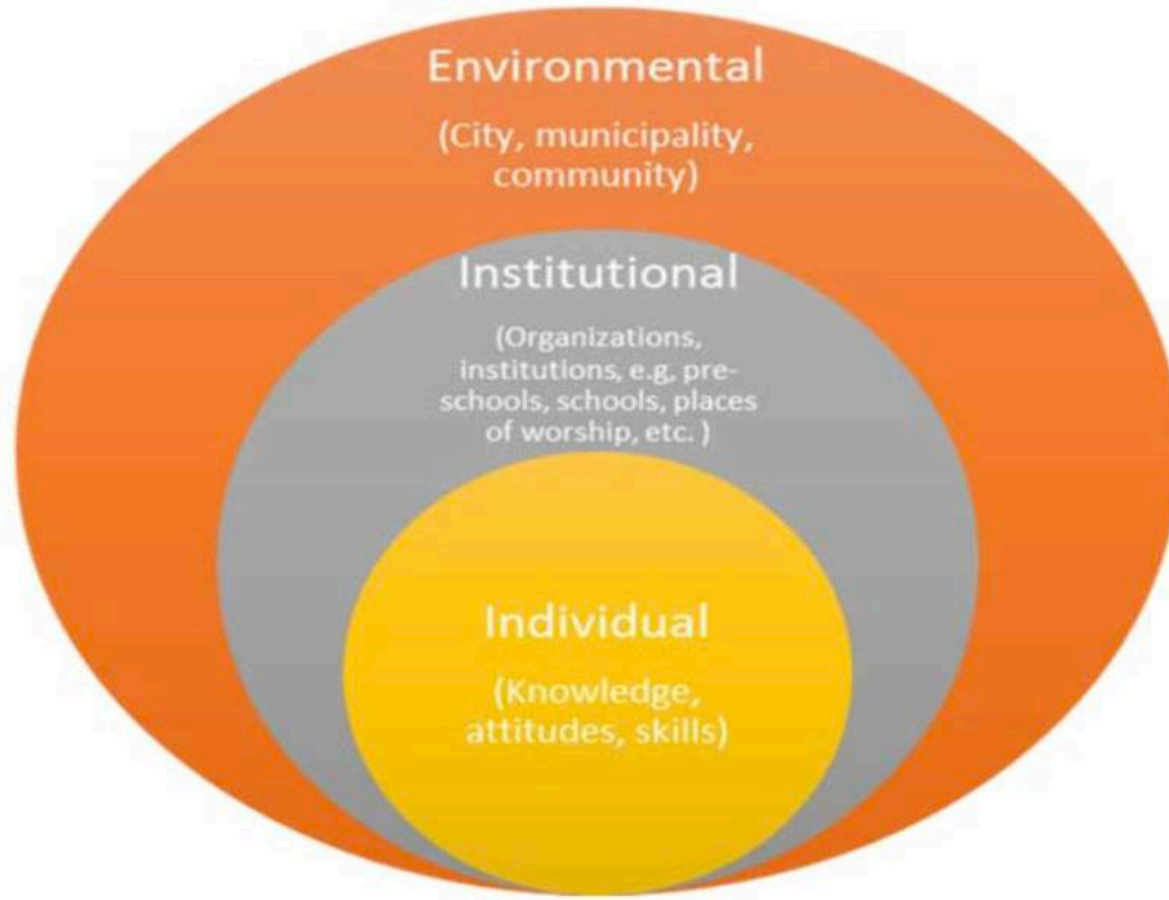 Environmental
(City, municipality,
community)
Institutional
(Organizations,
institutions, e.g, pre-
schools, schools, places
of worship, etc. )
Individual
(Knowledge,
attitudes, skills)